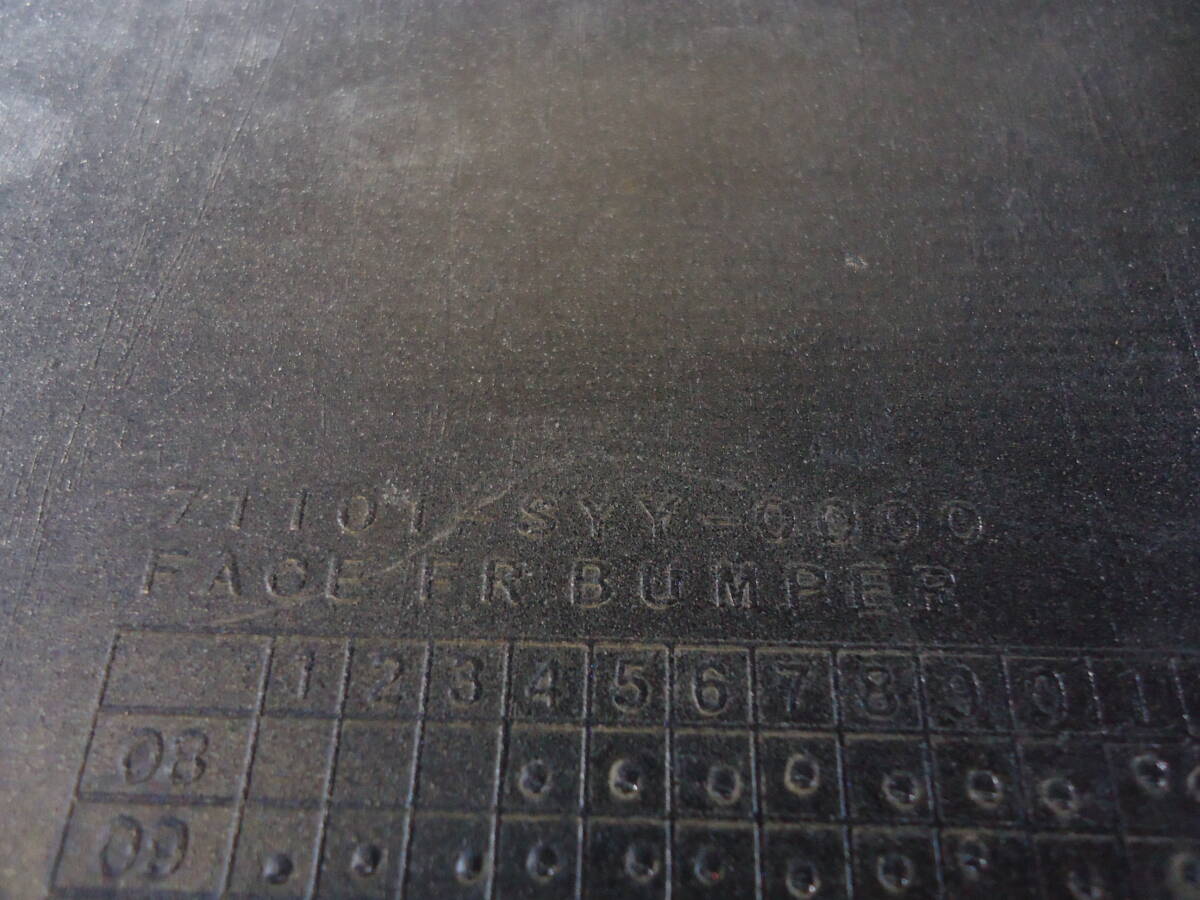 71101-SYY-0000
FACE FR BUMPER
1 2 3 4 5 6 7 8 9 0 1
08
09